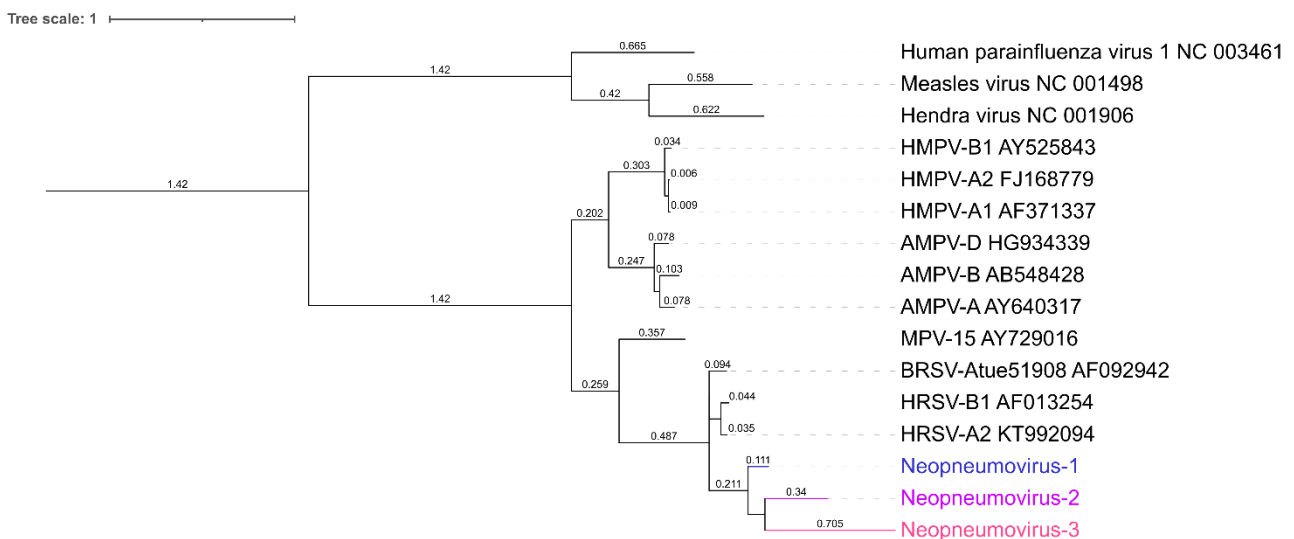 Tree scale: 1
0.665
Human parainfluenza virus 1 NC 003461
1.42
0.558
Measles virus NC 001498
0.42
0.622
Hendra virus NC 001906
0.034
HMPV-B1 AY525843
0.303
0.006
HMPV-A2 FJ168779
1.42
0.009
HMPV-A1 AF371337
0.202
0.078
AMPV-D HG934339
0.247
0.103
AMPV-B AB548428
1.42
0.078
AMPV-A AY640317
0.357
MPV-15 AY729016
0.094
BRSV-Atue51908 AF092942
0.259
0.044
HRSV-B1 AF013254
0.487
0.035
HRSV-A2 KT992094
0.111
Neopneumovirus-1
0.211
0.34
Neopneumovirus-2
0.705
Neopneumovirus-3